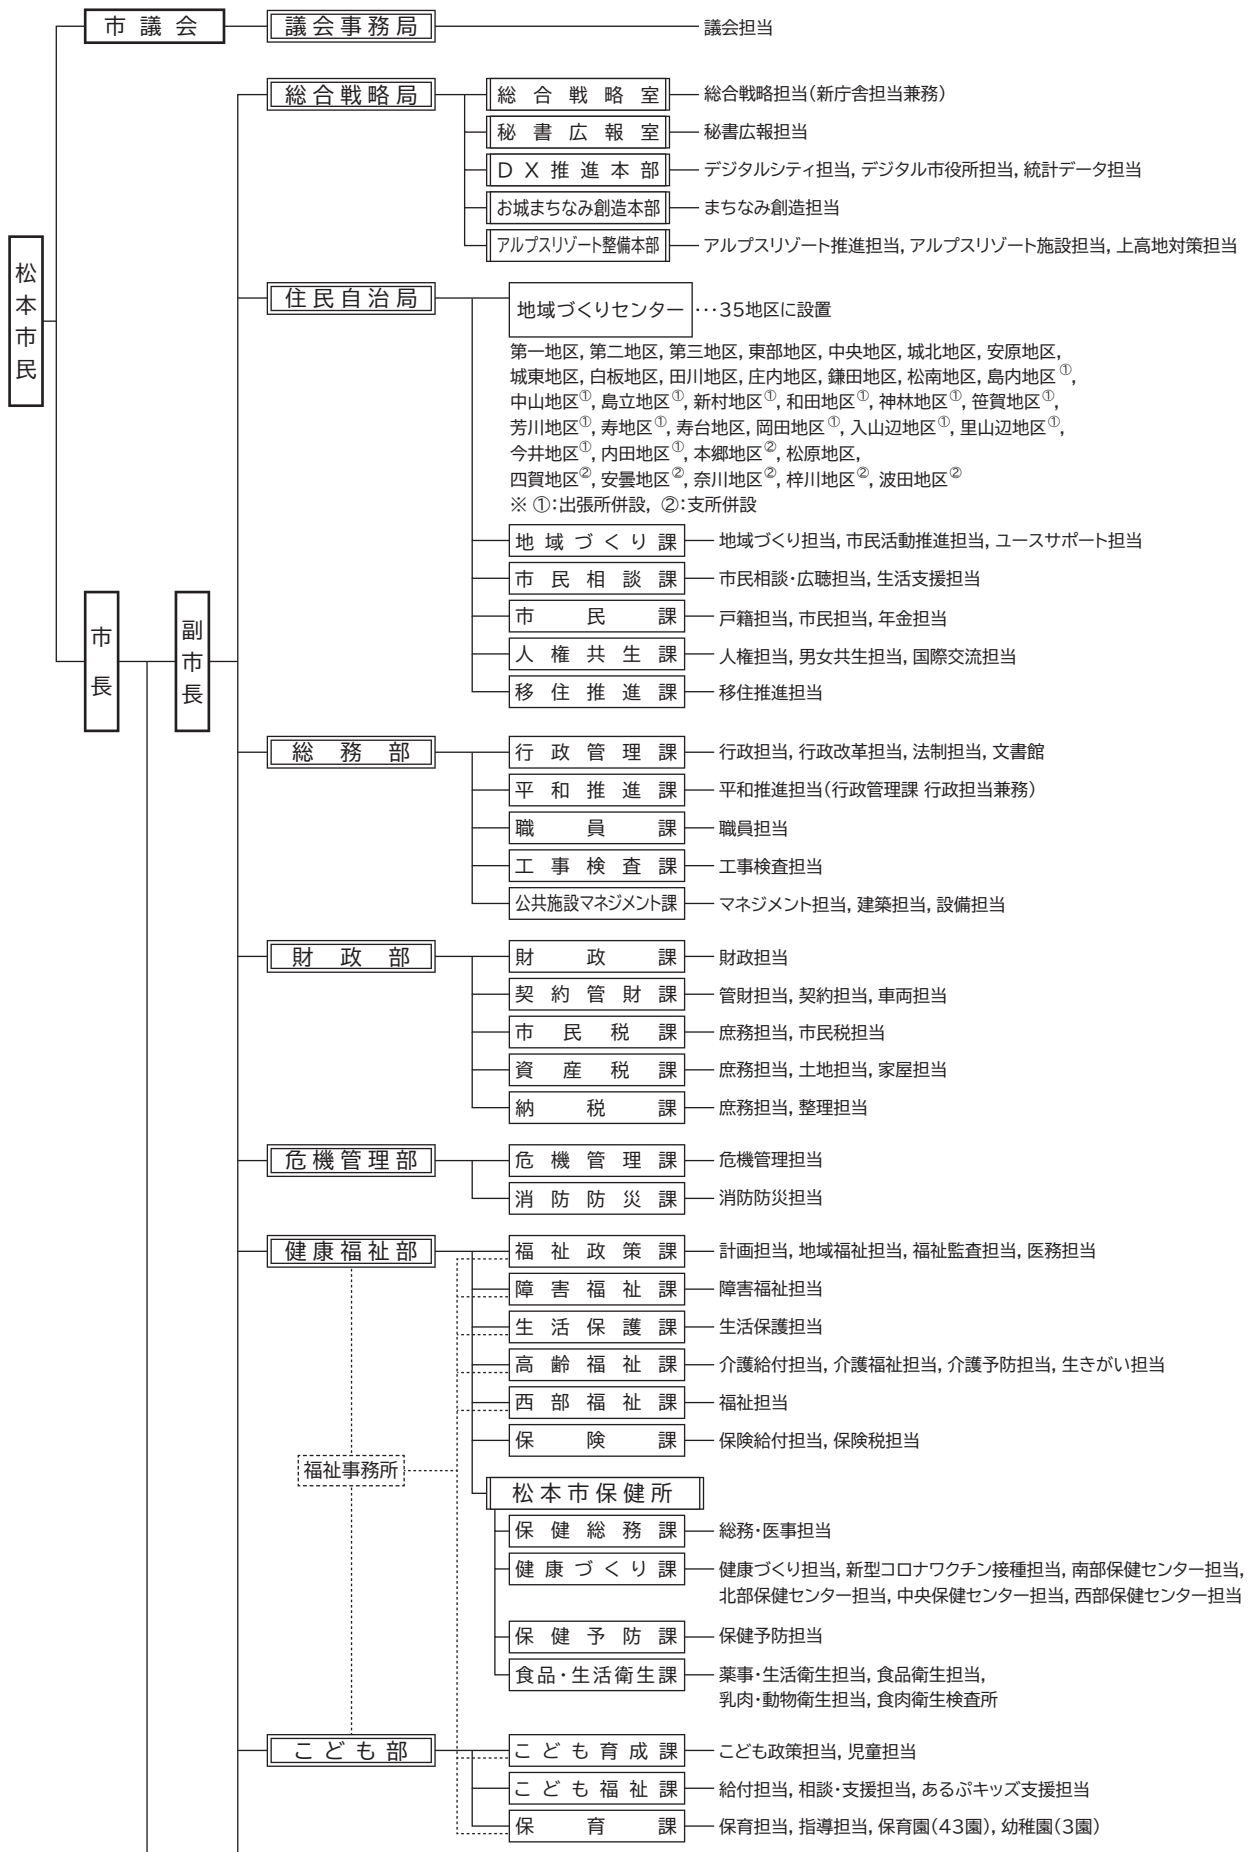 市議会 議会事務局 議会担当
総合戦略局 総合戦略室 総合戦略担当(新庁舎担当兼務)
秘書広報室 秘書広報担当
DX推進本部 デジタルシティ担当, デジタル市役所担当, 統計データ担当
お城まちなみ創造本部 まちなみ創造担当
アルプスリゾート整備本部 アルプスリゾート推進担当, アルプスリゾート施設担当, 上高地対策担当
松本市民
住民自治局 地域づくりセンター …35地区に設置
第一地区, 第二地区, 第三地区, 東部地区, 中央地区, 城北地区, 安原地区,
城東地区, 白板地区, 田川地区, 庄内地区, 鎌田地区, 松南地区, 島内地区①,
中山地区①, 島立地区①, 新村地区①, 和田地区①, 神林地区①, 笹賀地区①,
芳川地区①, 寿地区①, 寿台地区, 岡田地区①, 入山辺地区①, 里山辺地区①,
今井地区①, 内田地区①, 本郷地区②, 松原地区,
四賀地区②, 安曇地区②, 奈川地区②, 梓川地区②, 波田地区②
※ ①:出張所併設, ②:支所併設
地域づくり課 地域づくり担当, 市民活動推進担当, ユースサポート担当
市民相談課 市民相談・広聴担当, 生活支援担当
市民課 戸籍担当, 市民担当, 年金担当
市長
副市長
人権共生課 人権担当, 男女共生担当, 国際交流担当
移住推進課 移住推進担当
総務部 行政管理課 行政担当, 行政改革担当, 法制担当, 文書館
平和推進課 平和推進担当(行政管理課 行政担当兼務)
職員課 職員担当
工事検査課 工事検査担当
公共施設マネジメント課 マネジメント担当, 建築担当, 設備担当
財政部 財政課 財政担当
契約管財課 管財担当, 契約担当, 車両担当
市民税課 庶務担当, 市民税担当
資産税課 庶務担当, 土地担当, 家屋担当
納税課 庶務担当, 整理担当
危機管理部 危機管理課 危機管理担当
消防防災課 消防防災担当
健康福祉部 福祉政策課 計画担当, 地域福祉担当, 福祉監査担当, 医務担当
障害福祉課 障害福祉担当
生活保護課 生活保護担当
高齢福祉課 介護給付担当, 介護福祉担当, 介護予防担当, 生きがい担当
西部福祉課 福祉担当
保険課 保険給付担当, 保険税担当
福祉事務所
松本市保健所
保健総務課 総務・医事担当
健康づくり課 健康づくり担当, 新型コロナワクチン接種担当, 南部保健センター担当,
北部保健センター担当, 中央保健センター担当, 西部保健センター担当
保健予防課 保健予防担当
食品・生活衛生課 薬事・生活衛生担当, 食品衛生担当,
乳肉・動物衛生担当, 食肉衛生検査所
こども部 こども育成課 こども政策担当, 児童担当
こども福祉課 給付担当, 相談・支援担当, あるぷキッズ支援担当
保育課 保育担当, 指導担当, 保育園(43園), 幼稚園(3園)